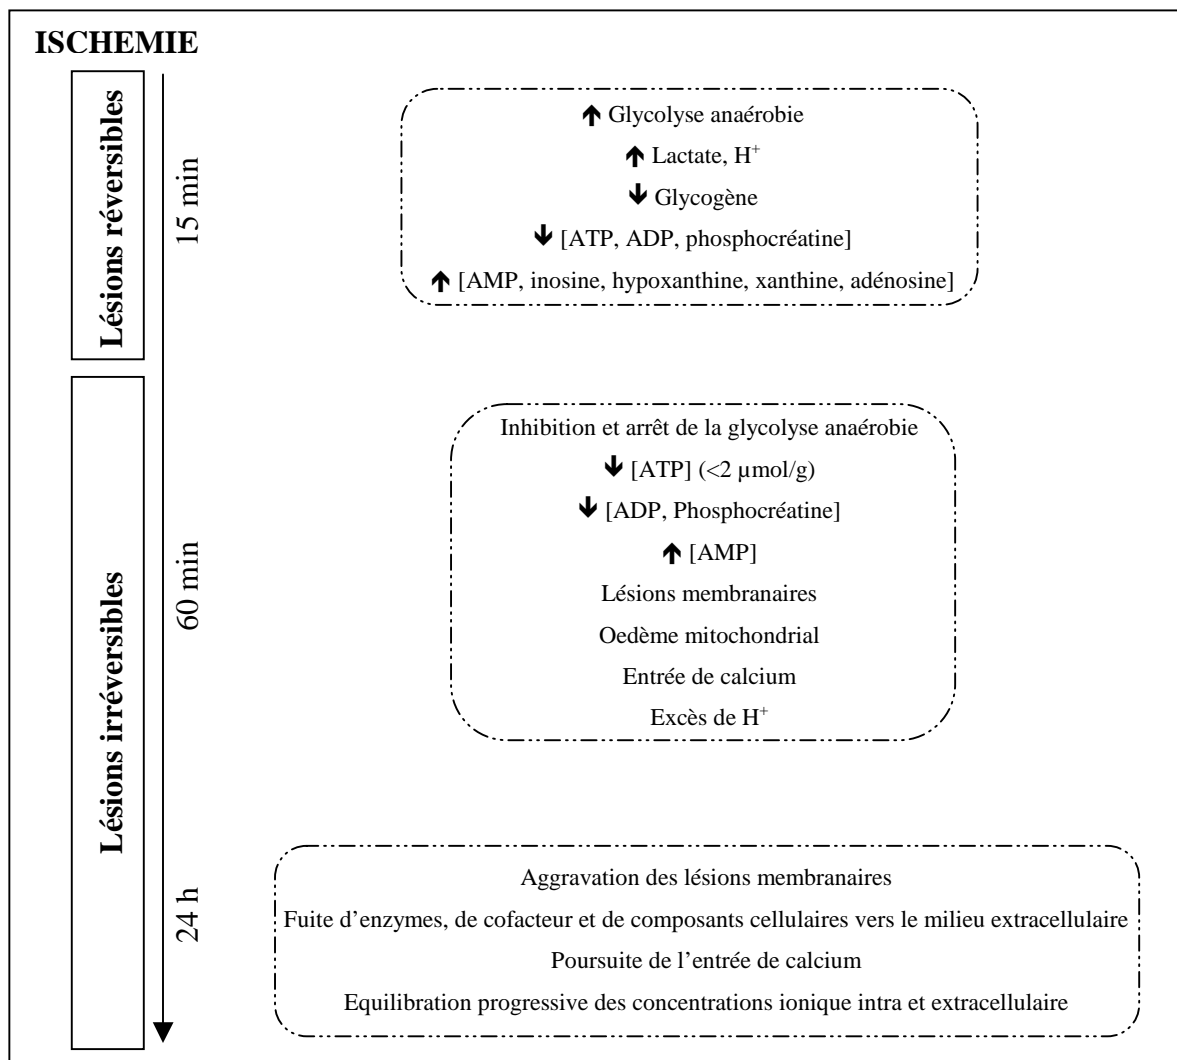 ISCHEMIE
Lésions réversibles
15 min
🡹 Glycolyse anaérobie
🡹 Lactate, H⁺
🡻 Glycogène
🡻 [ATP, ADP, phosphocréatine]
🡹 [AMP, inosine, hypoxanthine, xanthine, adénosine]
Lésions irréversibles
60 min
Inhibition et arrêt de la glycolyse anaérobie
🡻 [ATP] (<2 µmol/g)
🡻 [ADP, Phosphocréatine]
🡹 [AMP]
Lésions membranaires
Oedème mitochondrial
Entrée de calcium
Excès de H⁺
24 h
Aggravation des lésions membranaires
Fuite d’enzymes, de cofacteur et de composants cellulaires vers le milieu extracellulaire
Poursuite de l’entrée de calcium
Equilibration progressive des concentrations ionique intra et extracellulaire